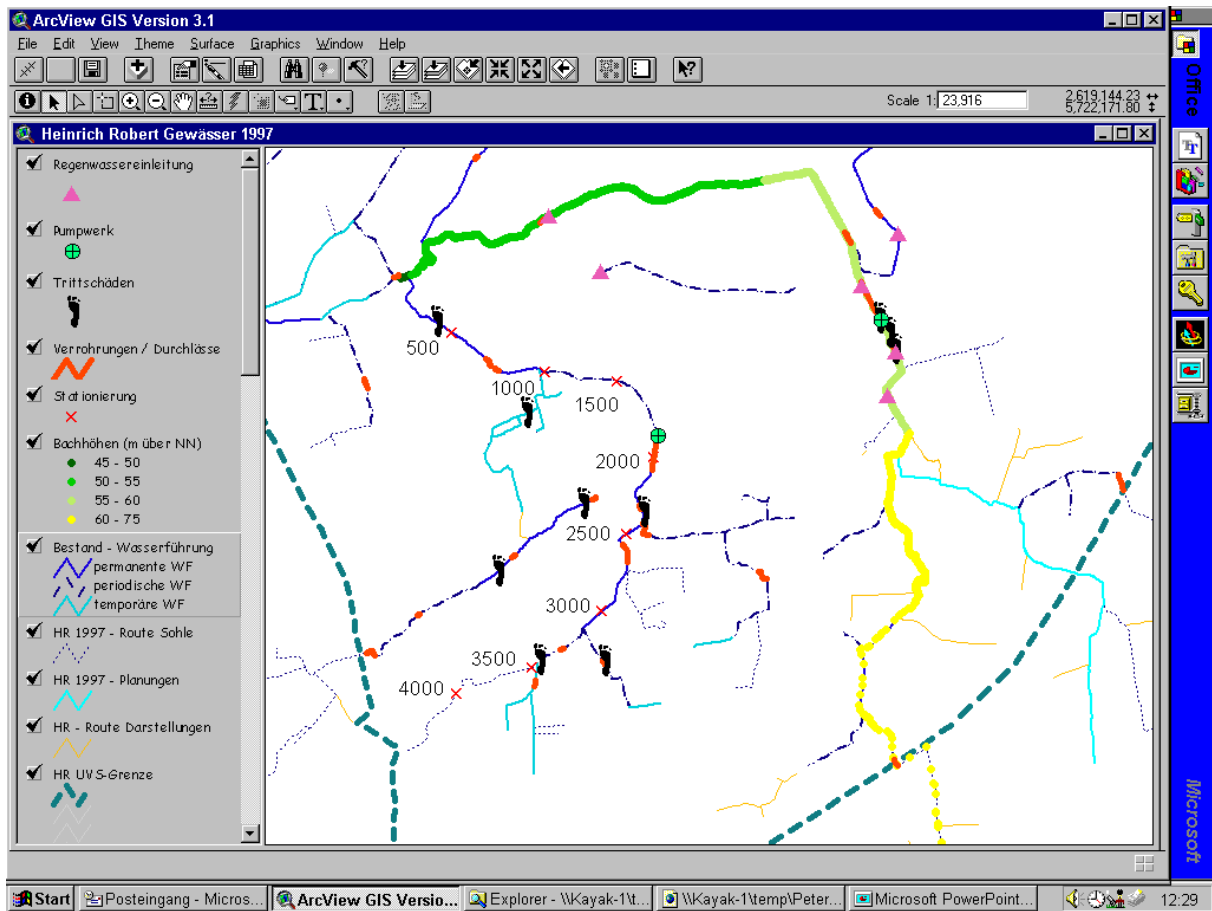 ArcView GIS Version 3.1
File Edit View Theme Surface Graphics Window Help
Scale 1: 23,916
2,619,144.23
5,722,171.80
Heinrich Robert Gewässer 1997
Regenwassereinleitung
Pumpwerk
Trittschäden
Verrohrungen / Durchlässe
Stationierung
Bachhöhen (m über NN)
45 - 50
50 - 55
55 - 60
60 - 75
Bestand - Wasserführung
permanente WF
periodische WF
temporäre WF
HR 1997 - Route Sohle
HR 1997 - Planungen
HR - Route Darstellungen
HR UVS-Grenze
500
1000
1500
2000
2500
3000
3500
4000
Office
Microsoft
Start
Posteingang - Micros...
ArcView GIS Versio...
Explorer - \\Kayak-1\t...
\\Kayak-1\temp\Peter...
Microsoft PowerPoint...
12:29